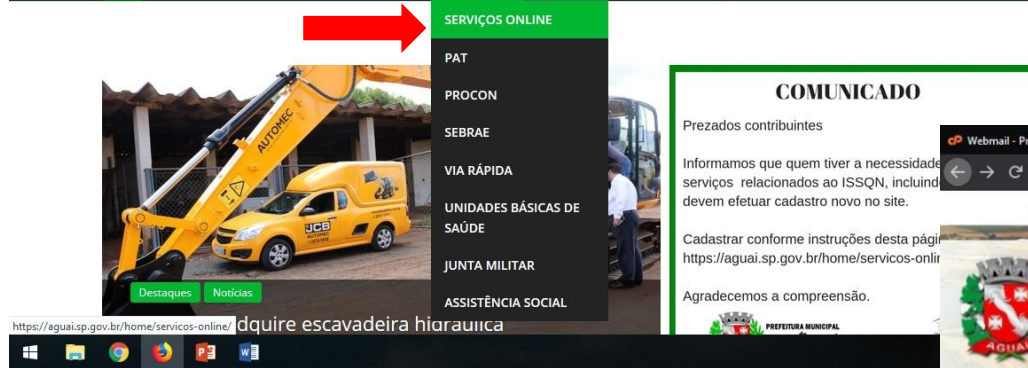 SERVIÇOS ONLINE
PAT
PROCON
SEBRAE
VIA RÁPIDA
UNIDADES BÁSICAS DE
SAÚDE
JUNTA MILITAR
ASSISTÊNCIA SOCIAL
AUTOMEC
JCB
AUTOMEC
Destaques
Notícias
dquire escavadeira hidráulica
https://aguai.sp.gov.br/home/servicos-online/
COMUNICADO
Prezados contribuintes
Informamos que quem tiver a necessidade
serviços relacionados ao ISSQN, incluind
devem efetuar cadastro novo no site.
Cadastrar conforme instruções desta pági
https://aguai.sp.gov.br/home/servicos-onlin
Agradecemos a compreensão.
PREFEITURA MUNICIPAL
Webmail - Pr
AGUAÍ